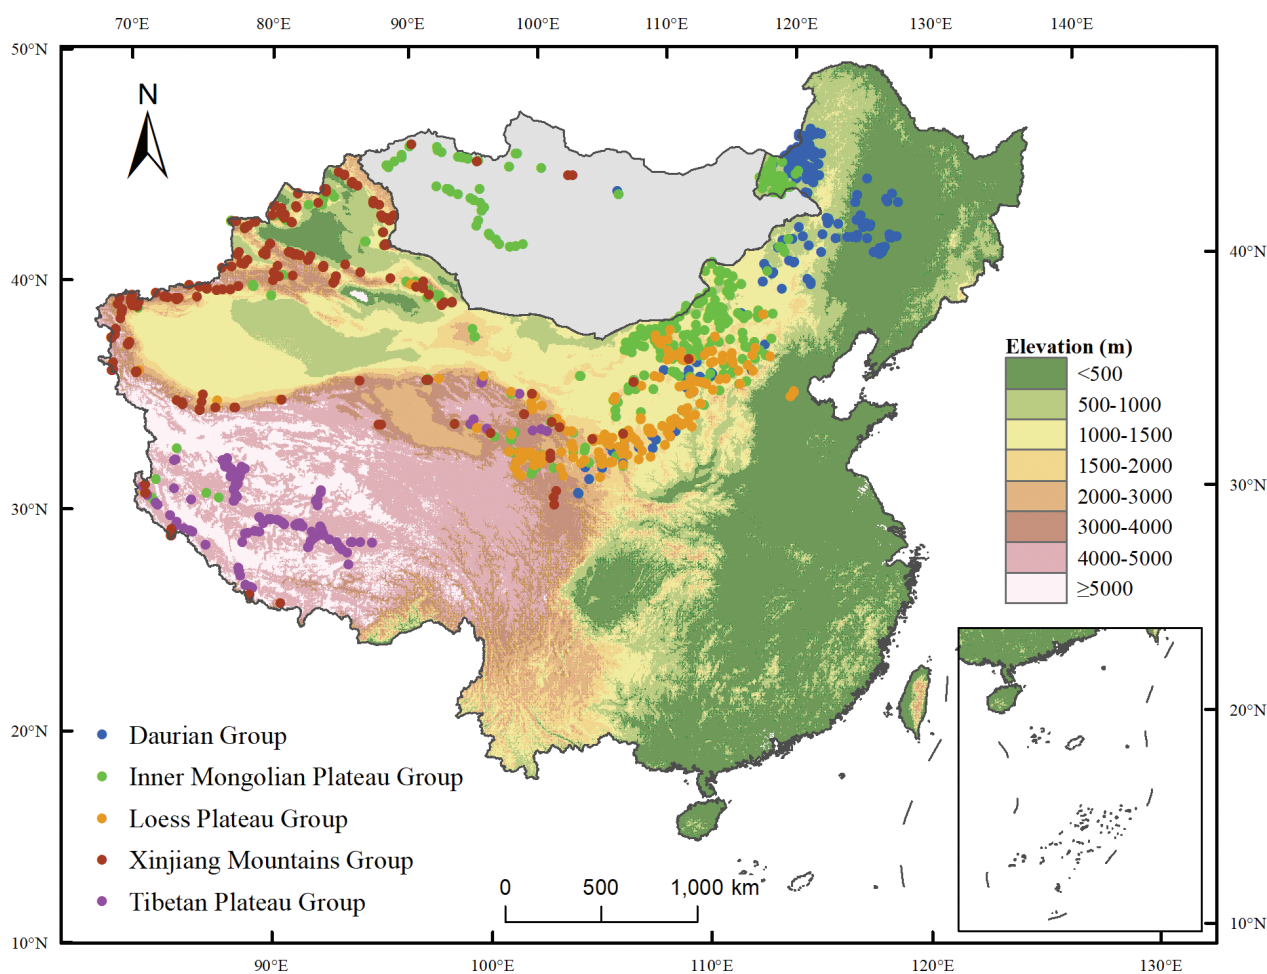 70°E 80°E 90°E 100°E 110°E 120°E 130°E 140°E
50°N
N
40°N 40°N
Elevation (m)
<500
500-1000
1000-1500
1500-2000
2000-3000
3000-4000
4000-5000
≥5000
30°N 30°N
20°N 20°N
Daurian Group
Inner Mongolian Plateau Group
Loess Plateau Group
Xinjiang Mountains Group
Tibetan Plateau Group
0 500 1,000 km
10°N 10°N
90°E 100°E 110°E 120°E 130°E